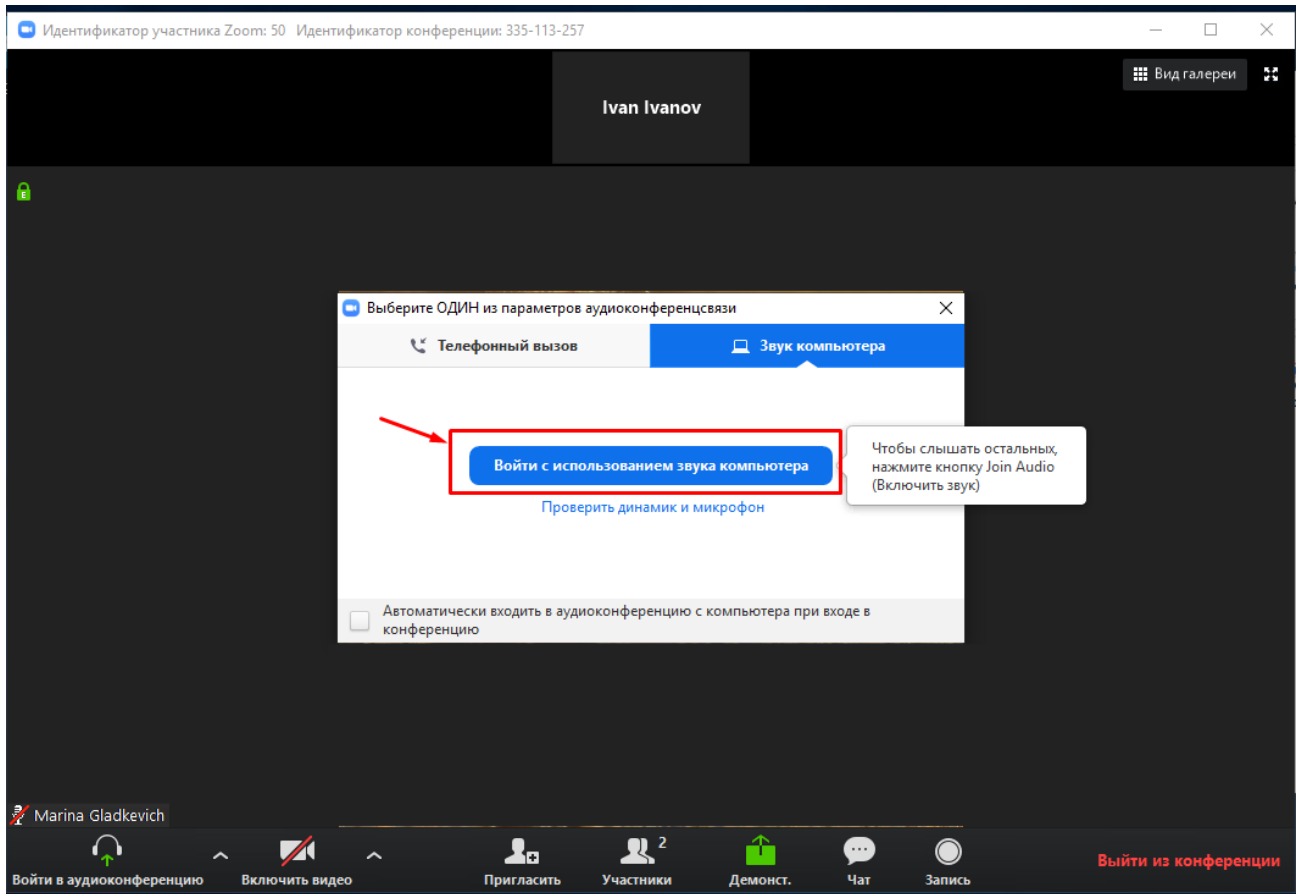 Идентификатор участника Zoom: 50 Идентификатор конференции: 335-113-257
Вид галереи
Ivan Ivanov
E
Выберите ОДИН из параметров аудиоконференцсвязи
Телефонный вызов
Звук компьютера
Войти с использованием звука компьютера
Чтобы слышать остальных,
нажмите кнопку Join Audio
(Включить звук)
Проверить динамик и микрофон
Автоматически входить в аудиоконференцию с компьютера при входе в
конференцию
Marina Gladkevich
Войти в аудиоконференцию
Включить видео
Пригласить
2
Участники
Демонст.
Чат
Запись
Выйти из конференции